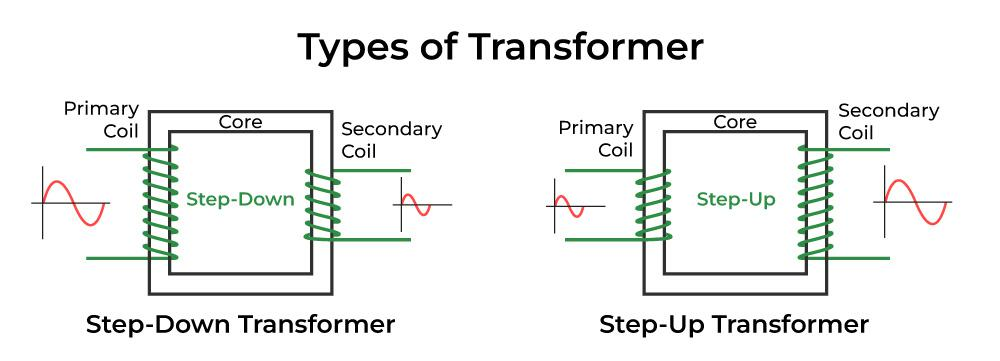 Types of Transformer
Primary
Coil
Core
Secondary
Coil
Step-Down
Step-Down Transformer
Primary
Coil
Core
Secondary
Coil
Step-Up
Step-Up Transformer